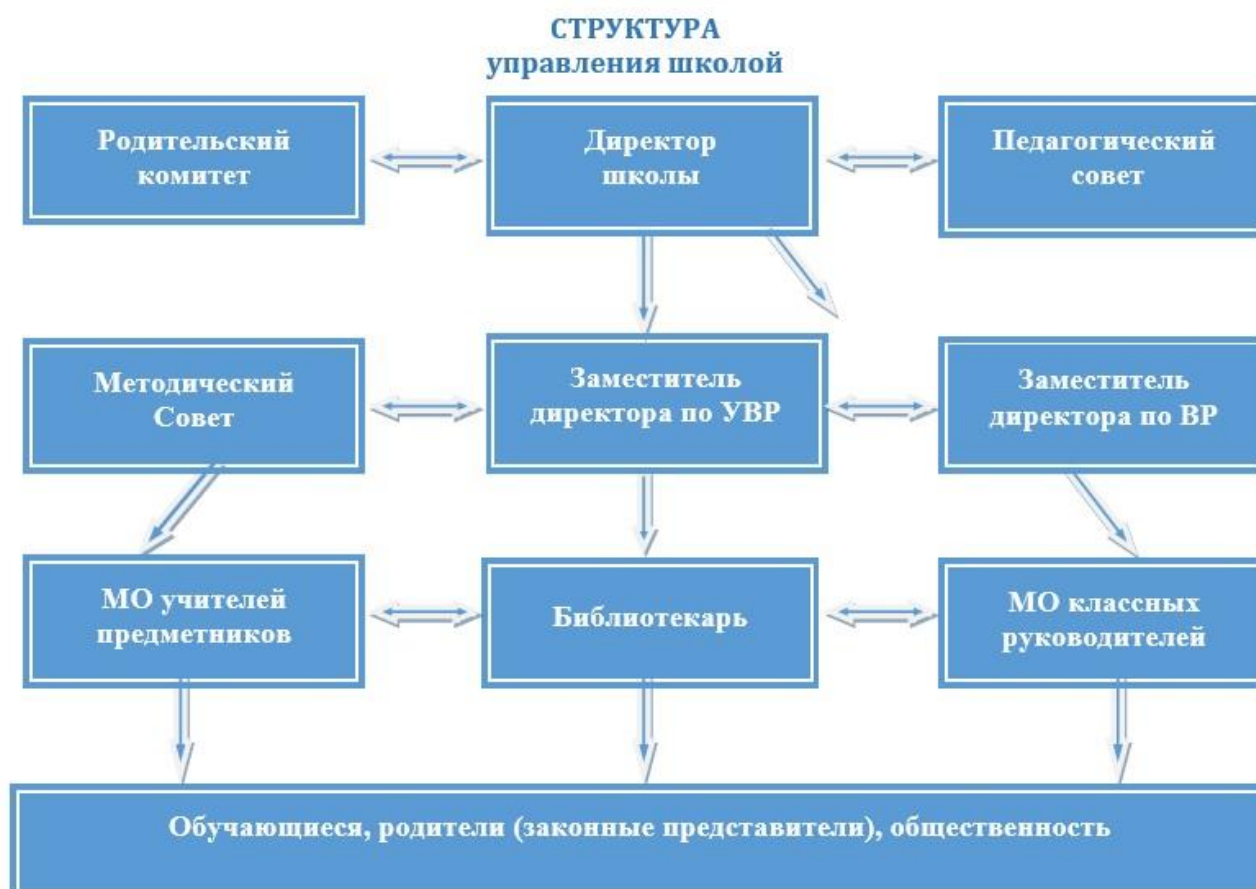 СТРУКТУРА
управления школой
Родительский
комитет
Директор
школы
Педагогический
совет
Методический
Совет
Заместитель
директора по УВР
Заместитель
директора по ВР
МО учителей
предметников
Библиотекарь
МО классных
руководителей
Обучающиеся, родители (законные представители), общественность